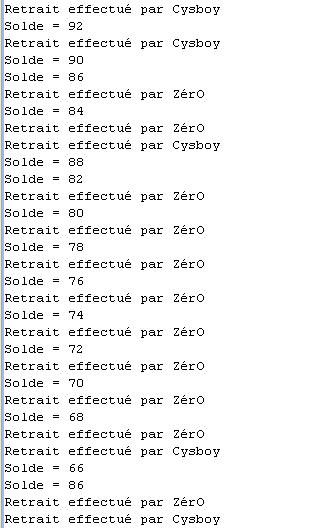 Retrait effectué par Cysboy
Solde = 92
Retrait effectué par Cysboy
Solde = 90
Solde = 86
Retrait effectué par ZérO
Solde = 84
Retrait effectué par ZérO
Retrait effectué par Cysboy
Solde = 88
Solde = 82
Retrait effectué par ZérO
Solde = 80
Retrait effectué par ZérO
Solde = 78
Retrait effectué par ZérO
Solde = 76
Retrait effectué par ZérO
Solde = 74
Retrait effectué par ZérO
Solde = 72
Retrait effectué par ZérO
Solde = 70
Retrait effectué par ZérO
Solde = 68
Retrait effectué par ZérO
Retrait effectué par Cysboy
Solde = 66
Solde = 86
Retrait effectué par ZérO
Retrait effectué par Cysboy